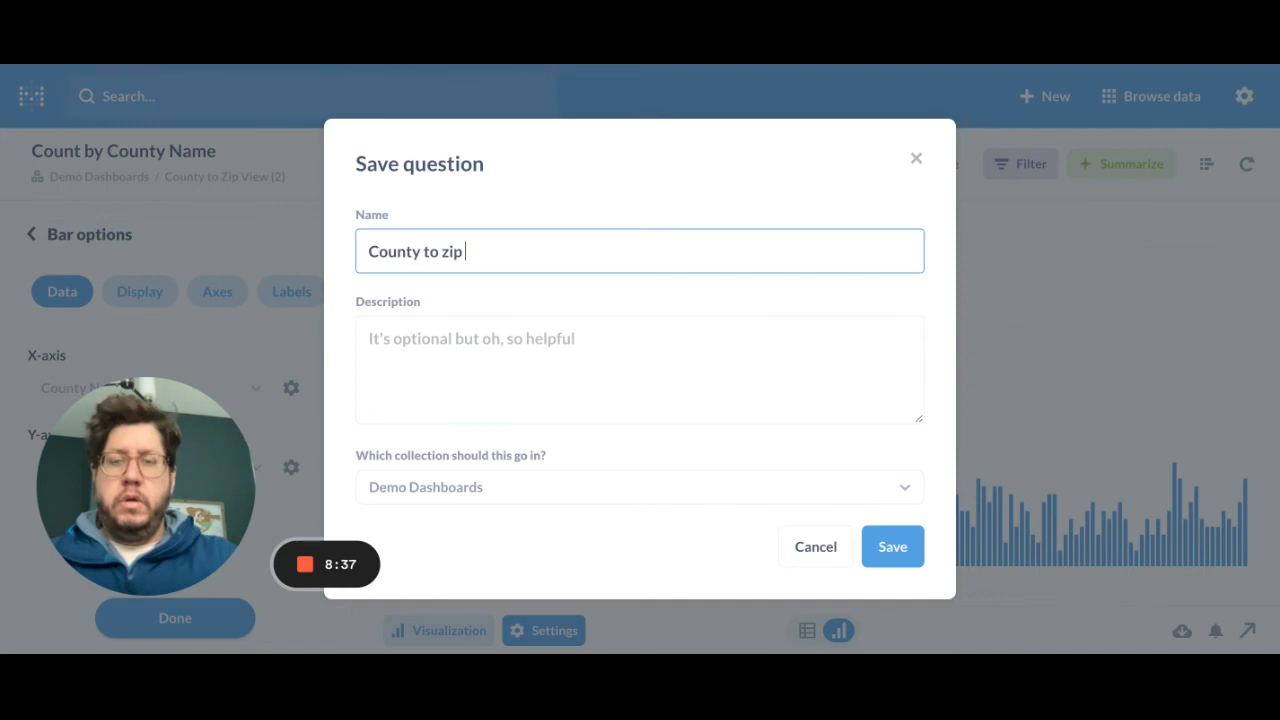 Search...
New
Browse data
Count by County Name
Demo Dashboards / County to Zip View (2)
Filter
Summarize
Bar options
Data
Display
Axes
Labels
X-axis
County
Save question
Name
County to zip
Description
It's optional but oh, so helpful
Which collection should this go in?
Demo Dashboards
Cancel
Save
8:37
Done
Visualization
Settings